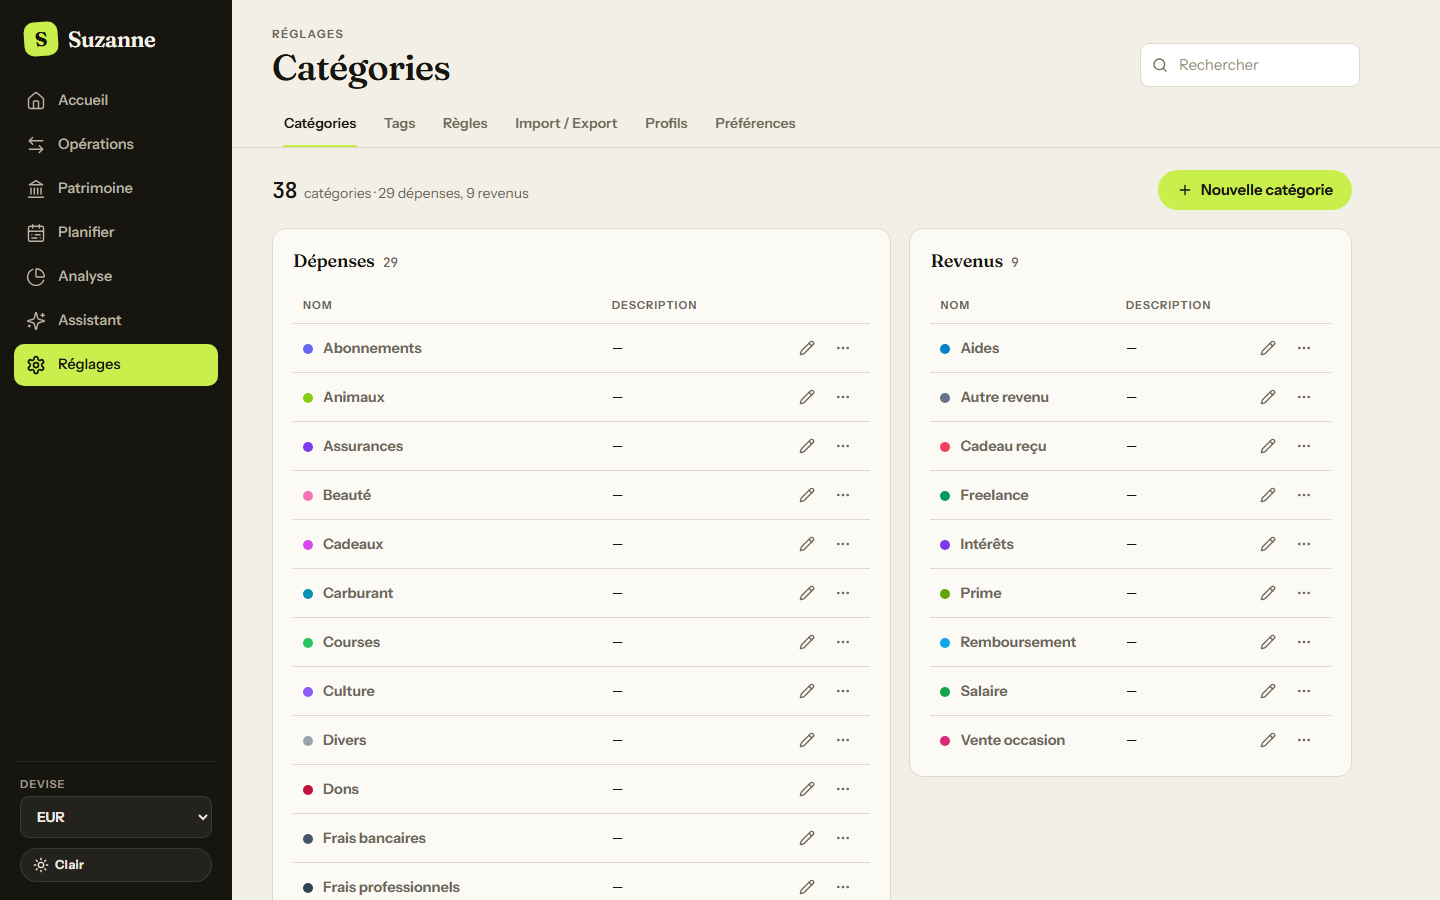 S Suzanne
Accueil
Opérations
Patrimoine
Planifier
Analyse
Assistant
Réglages
DEVISE
EUR
Clair
RÉGLAGES
Catégories
Rechercher
Catégories Tags Règles Import / Export Profils Préférences
38 catégories · 29 dépenses, 9 revenus
+ Nouvelle catégorie
Dépenses 29
NOM DESCRIPTION
Abonnements —
Animaux —
Assurances —
Beauté —
Cadeaux —
Carburant —
Courses —
Culture —
Divers —
Dons —
Frais bancaires —
Frais professionnels —
Revenus 9
NOM DESCRIPTION
Aides —
Autre revenu —
Cadeau reçu —
Freelance —
Intérêts —
Prime —
Remboursement —
Salaire —
Vente occasion —